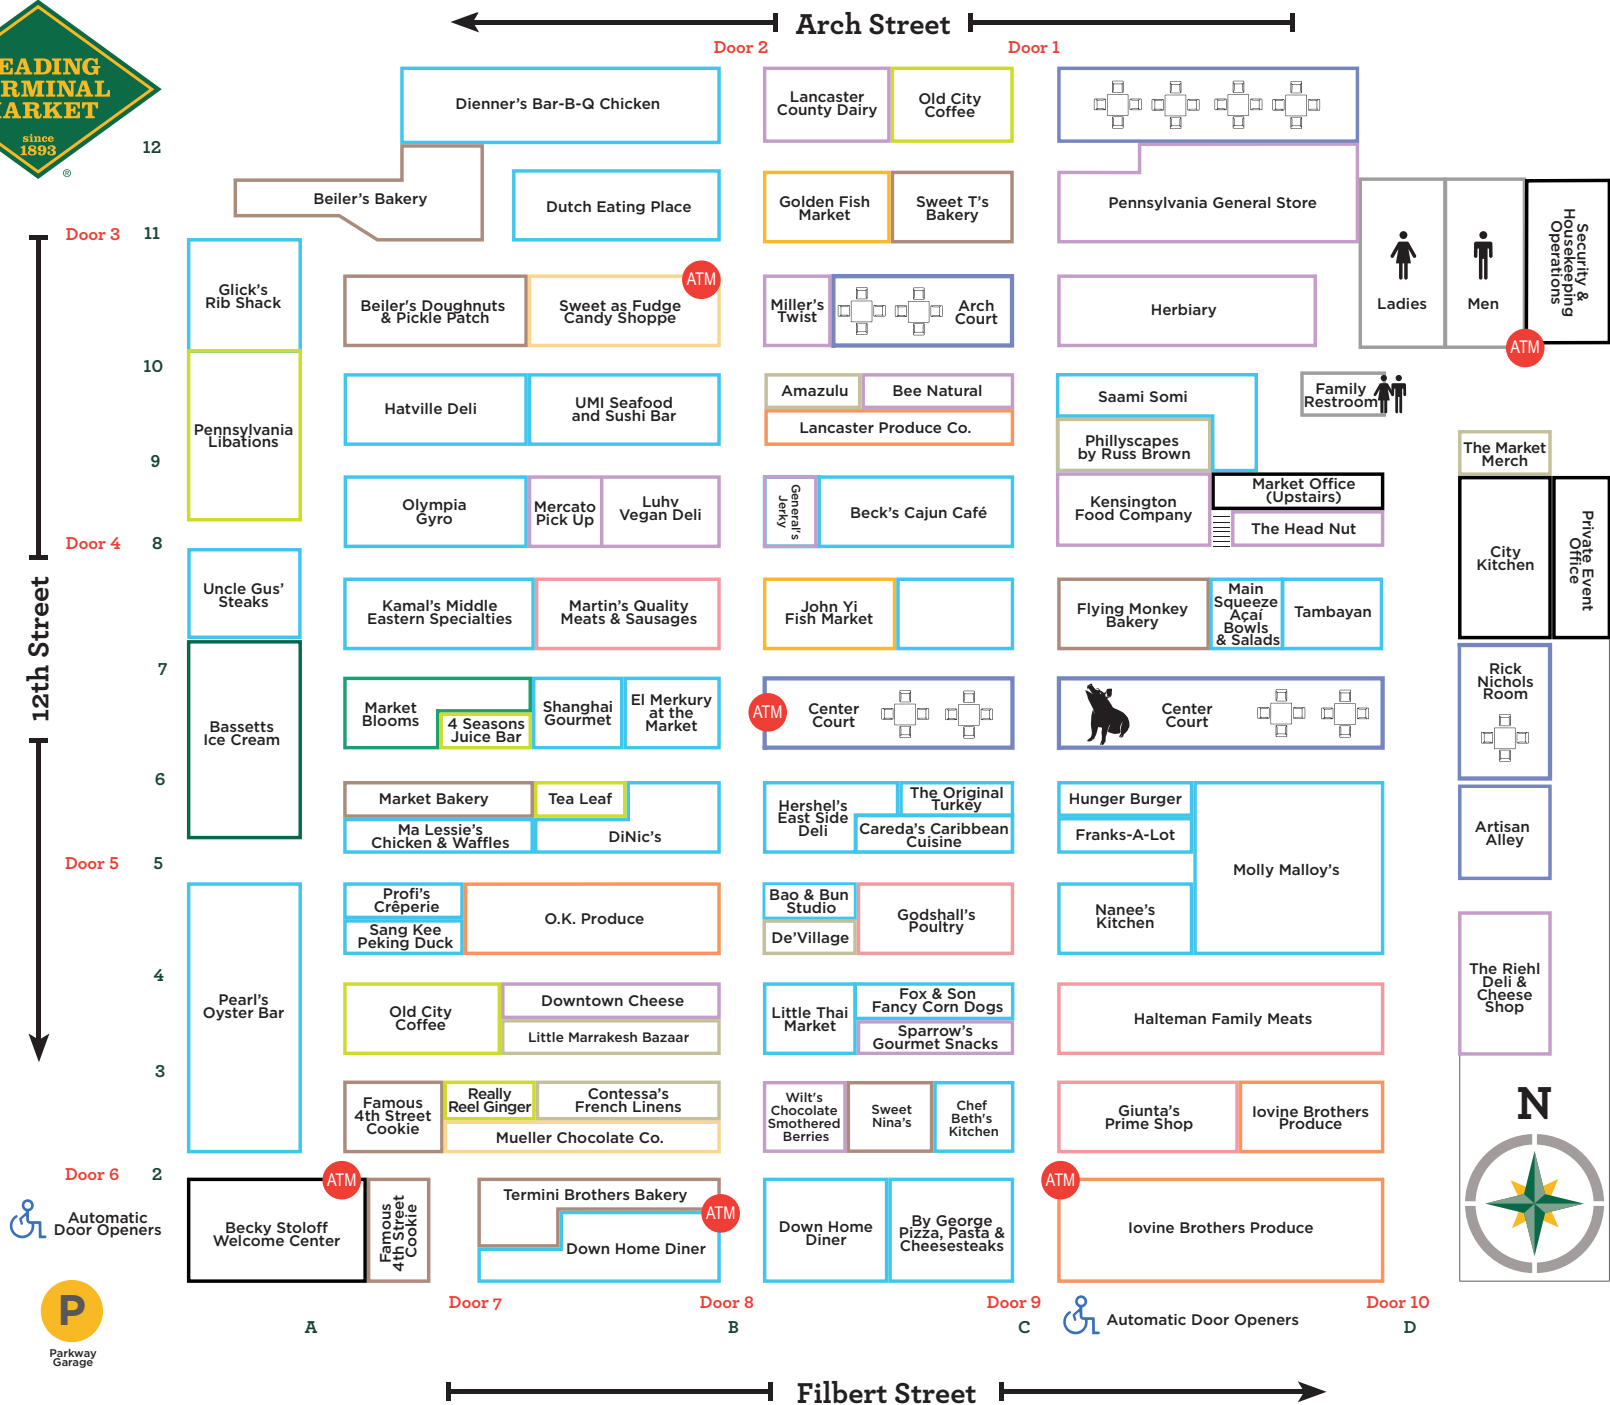 Arch Street
Door 2
Door 1
EADING
RMINAL
ARKET
since
1893
®
12
Dienner's Bar-B-Q Chicken
Lancaster
County Dairy
Old City
Coffee
Beiler's Bakery
Dutch Eating Place
Golden Fish
Market
Sweet T's
Bakery
Pennsylvania General Store
Ladies
Men
Security &
Housekeeping
Operations
ATM
Door 3
11
Glick's
Rib Shack
Beiler's Doughnuts
& Pickle Patch
Sweet as Fudge
Candy Shoppe
ATM
Miller's
Twist
Arch
Court
Herbiary
10
Pennsylvania
Libations
Hatville Deli
UMI Seafood
and Sushi Bar
Amazulu
Bee Natural
Lancaster Produce Co.
Saami Somi
Phillyscapes
by Russ Brown
Family
Restroom
The Market
Merch
9
Olympia
Gyro
Mercato
Pick Up
Luhv
Vegan Deli
General's
Jerky
Beck's Cajun Café
Kensington
Food Company
Market Office
(Upstairs)
The Head Nut
City
Kitchen
Private Event
Office
Door 4
8
12th Street
Uncle Gus'
Steaks
Kamal's Middle
Eastern Specialties
Martin's Quality
Meats & Sausages
John Yi
Fish Market
Flying Monkey
Bakery
Main
Squeeze
Açaí
Bowls
& Salads
Tambayan
7
Bassetts
Ice Cream
Market
Blooms
4 Seasons
Juice Bar
Shanghai
Gourmet
El Merkury
at the
Market
ATM
Center
Court
Center
Court
Rick
Nichols
Room
6
Market Bakery
Tea Leaf
Ma Lessie's
Chicken & Waffles
DiNic's
Hershel's
East Side
Deli
The Original
Turkey
Careda's Caribbean
Cuisine
Hunger Burger
Franks-A-Lot
Molly Malloy's
Artisan
Alley
Door 5
5
Pearl's
Oyster Bar
Profi's
Crêperie
Sang Kee
Peking Duck
O.K. Produce
Bao & Bun
Studio
De'Village
Godshall's
Poultry
Nanee's
Kitchen
The Riehl
Deli &
Cheese
Shop
4
Old City
Coffee
Downtown Cheese
Little Marrakesh Bazaar
Little Thai
Market
Fox & Son
Fancy Corn Dogs
Sparrow's
Gourmet Snacks
Halteman Family Meats
3
Famous
4th Street
Cookie
Really
Reel Ginger
Contessa's
French Linens
Mueller Chocolate Co.
Wilt's
Chocolate
Smothered
Berries
Sweet
Nina's
Chef
Beth's
Kitchen
Giunta's
Prime Shop
Iovine Brothers
Produce
N
Door 6
2
Automatic
Door Openers
ATM
Becky Stoloff
Welcome Center
Famous
4th Street
Cookie
Termini Brothers Bakery
ATM
Down Home Diner
Down Home
Diner
By George
Pizza, Pasta &
Cheesesteaks
ATM
Iovine Brothers Produce
P
Parkway
Garage
Door 7
Door 8
Door 9
Automatic Door Openers
Door 10
A
B
C
D
Filbert Street